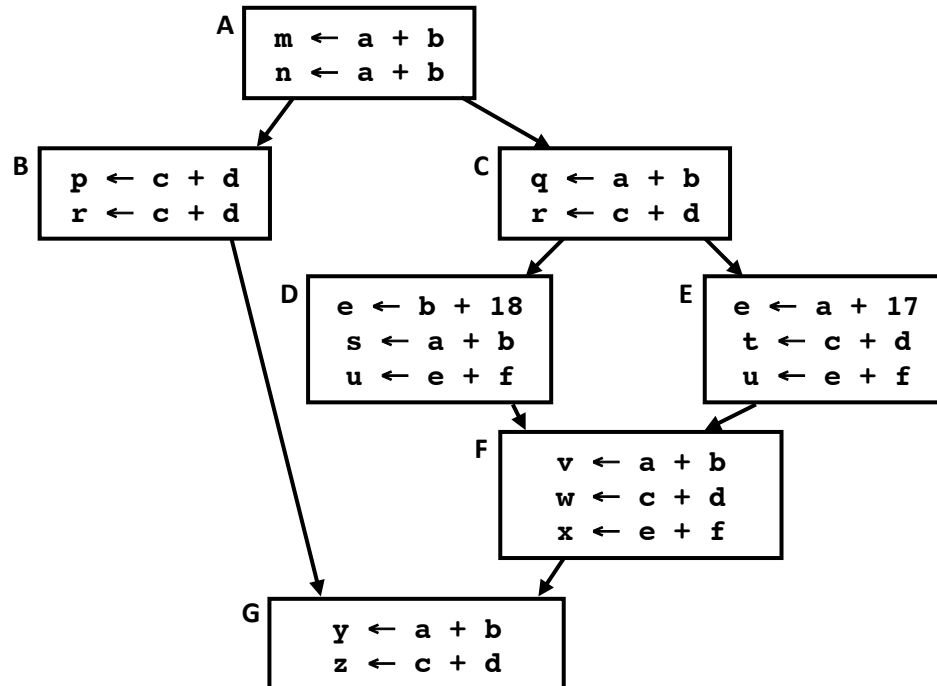 A
m ← a + b
n ← a + b
B
p ← c + d
r ← c + d
C
q ← a + b
r ← c + d
D
e ← b + 18
s ← a + b
u ← e + f
E
e ← a + 17
t ← c + d
u ← e + f
F
v ← a + b
w ← c + d
x ← e + f
G
y ← a + b
z ← c + d